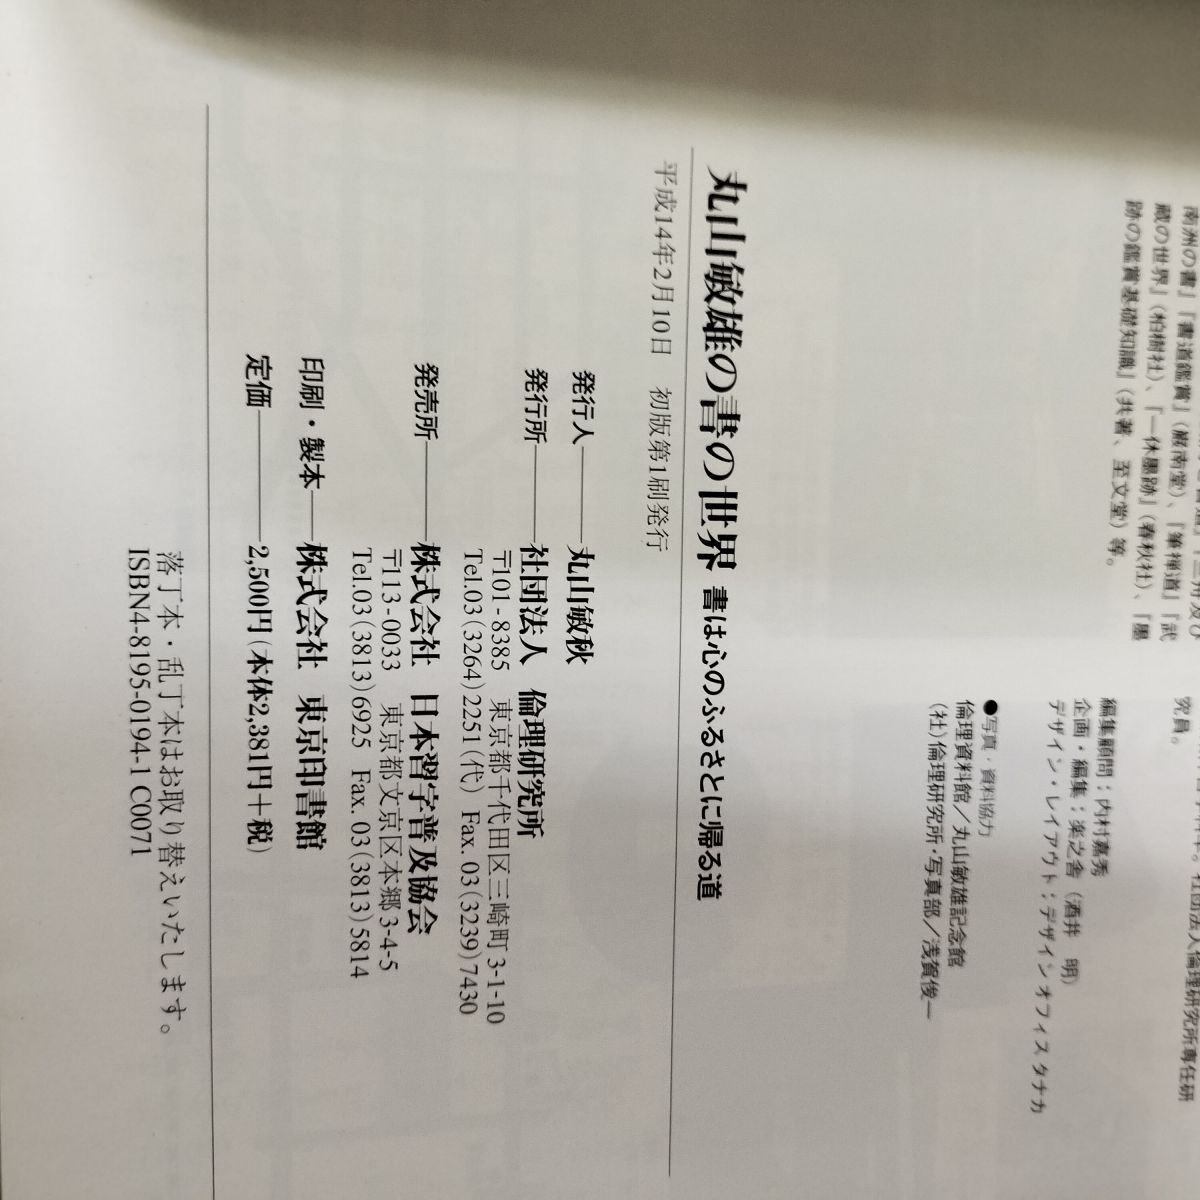 南洲の書』『書道鑑賞』（巌南堂）、『筆禅道』『武
蔵の世界』（柏樹社）、『一休墨跡』（春秋社）、『墨
跡の鑑賞基礎知識』（共著、至文堂）等。
究員。
編集顧問：内村嘉秀
企画・編集：楽之舎（酒井　明）
デザイン・レイアウト：デザインオフィスタナカ
●写真・資料協力
倫理資料館／丸山敏雄記念館
（社）倫理研究所・写真部／浅賀俊一
丸山敏雄の書の世界 書は心のふるさとに帰る道
平成14年2月10日　初版第1刷発行
発行人――丸山敏秋
発行所――社団法人　倫理研究所
〒101-8385　東京都千代田区三崎町3-1-10
Tel.03(3264)2251(代)　Fax.03(3239)7430
発売所――株式会社　日本習字普及協会
〒113-0033　東京都文京区本郷3-4-5
Tel.03(3813)6925　Fax.03(3813)5814
印刷・製本――株式会社　東京印書館
定価――2,500円（本体2,381円＋税）
落丁本・乱丁本はお取り替えいたします。
ISBN4-8195-0194-1 C0071